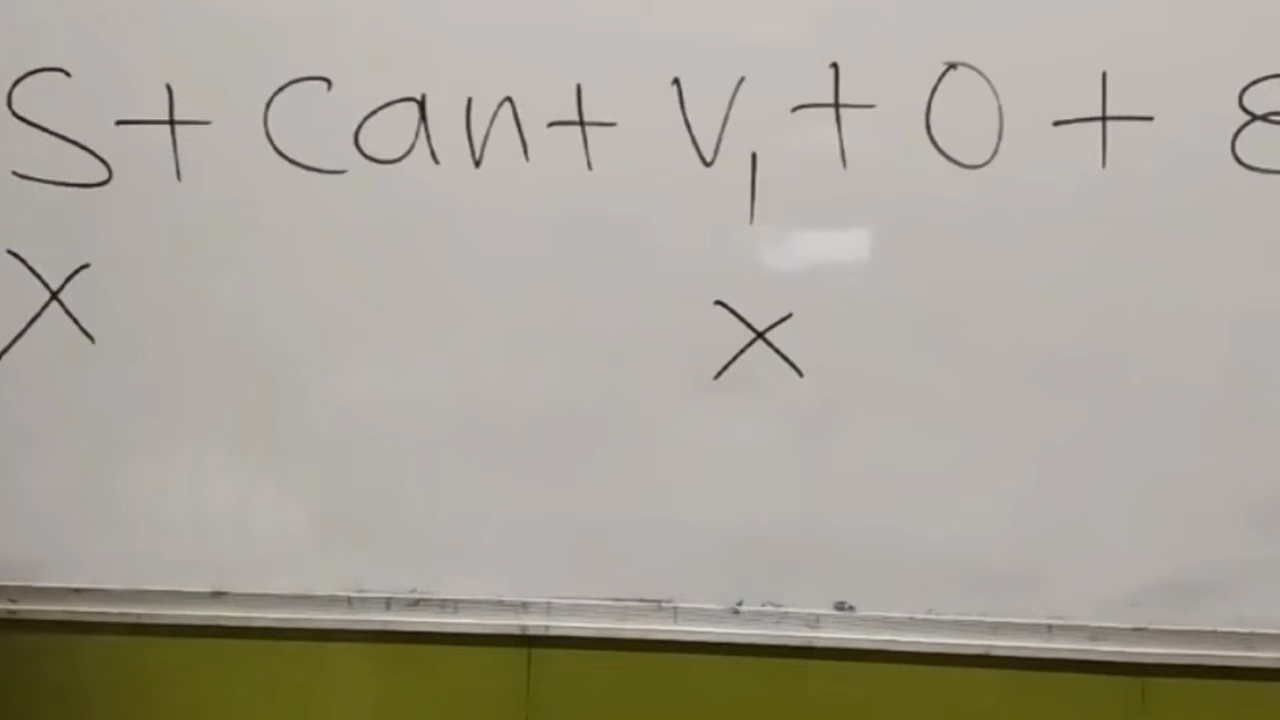 S + can + V₁ + O +
X X